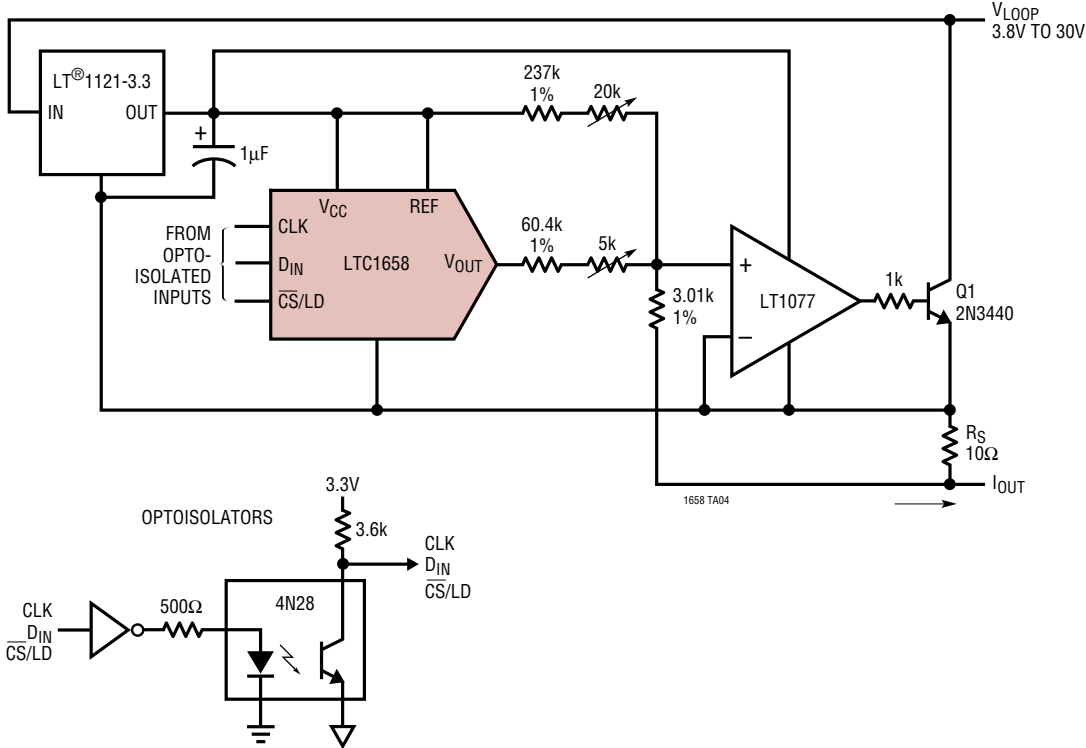 VLOOP
3.8V TO 30V
LT®1121-3.3
IN
OUT
+
1µF
237k
1%
20k
VCC
REF
FROM
OPTO-
ISOLATED
INPUTS
CLK
DIN
CS/LD
LTC1658
VOUT
60.4k
1%
5k
3.01k
1%
+
−
LT1077
1k
Q1
2N3440
RS
10Ω
IOUT
1658 TA04
OPTOISOLATORS
3.3V
3.6k
CLK
DIN
CS/LD
4N28
500Ω
CLK
DIN
CS/LD